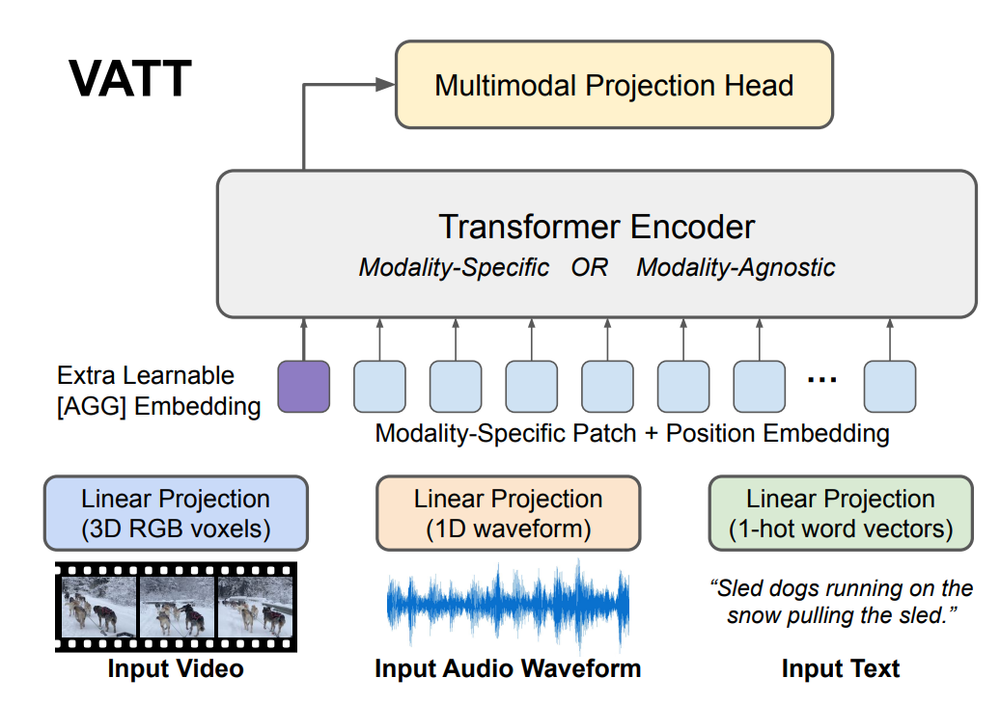 VATT
Multimodal Projection Head
Transformer Encoder
Modality-Specific OR Modality-Agnostic
Extra Learnable
[AGG] Embedding
...
Modality-Specific Patch + Position Embedding
Linear Projection
(3D RGB voxels)
Linear Projection
(1D waveform)
Linear Projection
(1-hot word vectors)
“Sled dogs running on the
snow pulling the sled.”
Input Video
Input Audio Waveform
Input Text